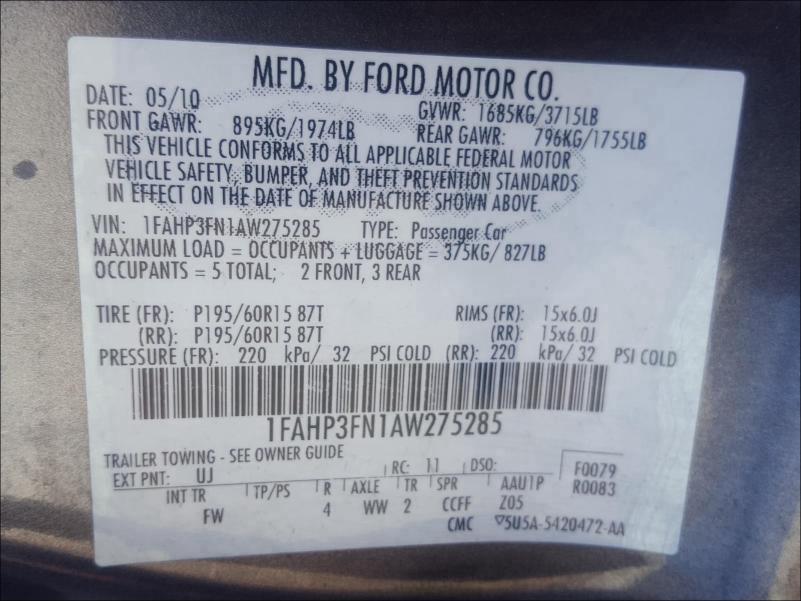 MFD. BY FORD MOTOR CO.
DATE: 05/10 GVWR: 1685KG/3715LB
FRONT GAWR: 895KG/1974LB REAR GAWR: 796KG/1755LB
THIS VEHICLE CONFORMS TO ALL APPLICABLE FEDERAL MOTOR
VEHICLE SAFETY, BUMPER, AND THEFT PREVENTION STANDARDS
IN EFFECT ON THE DATE OF MANUFACTURE SHOWN ABOVE.
VIN: 1FAHP3FN1AW275285 TYPE: Passenger Car
MAXIMUM LOAD = OCCUPANTS + LUGGAGE = 375KG/ 827LB
OCCUPANTS = 5 TOTAL; 2 FRONT, 3 REAR
TIRE (FR): P195/60R15 87T RIMS (FR): 15x6.0J
(RR): P195/60R15 87T (RR): 15x6.0J
PRESSURE (FR): 220 kPa/ 32 PSI COLD (RR): 220 kPa/ 32 PSI COLD
1FAHP3FN1AW275285
TRAILER TOWING - SEE OWNER GUIDE
EXT PNT: UJ RC: 11 DSO: F0079
INT TR TP/PS R AXLE TR SPR AAU1P R0083
FW 4 WW 2 CCFF Z05
CMC ▽5U5A-5420472-AA